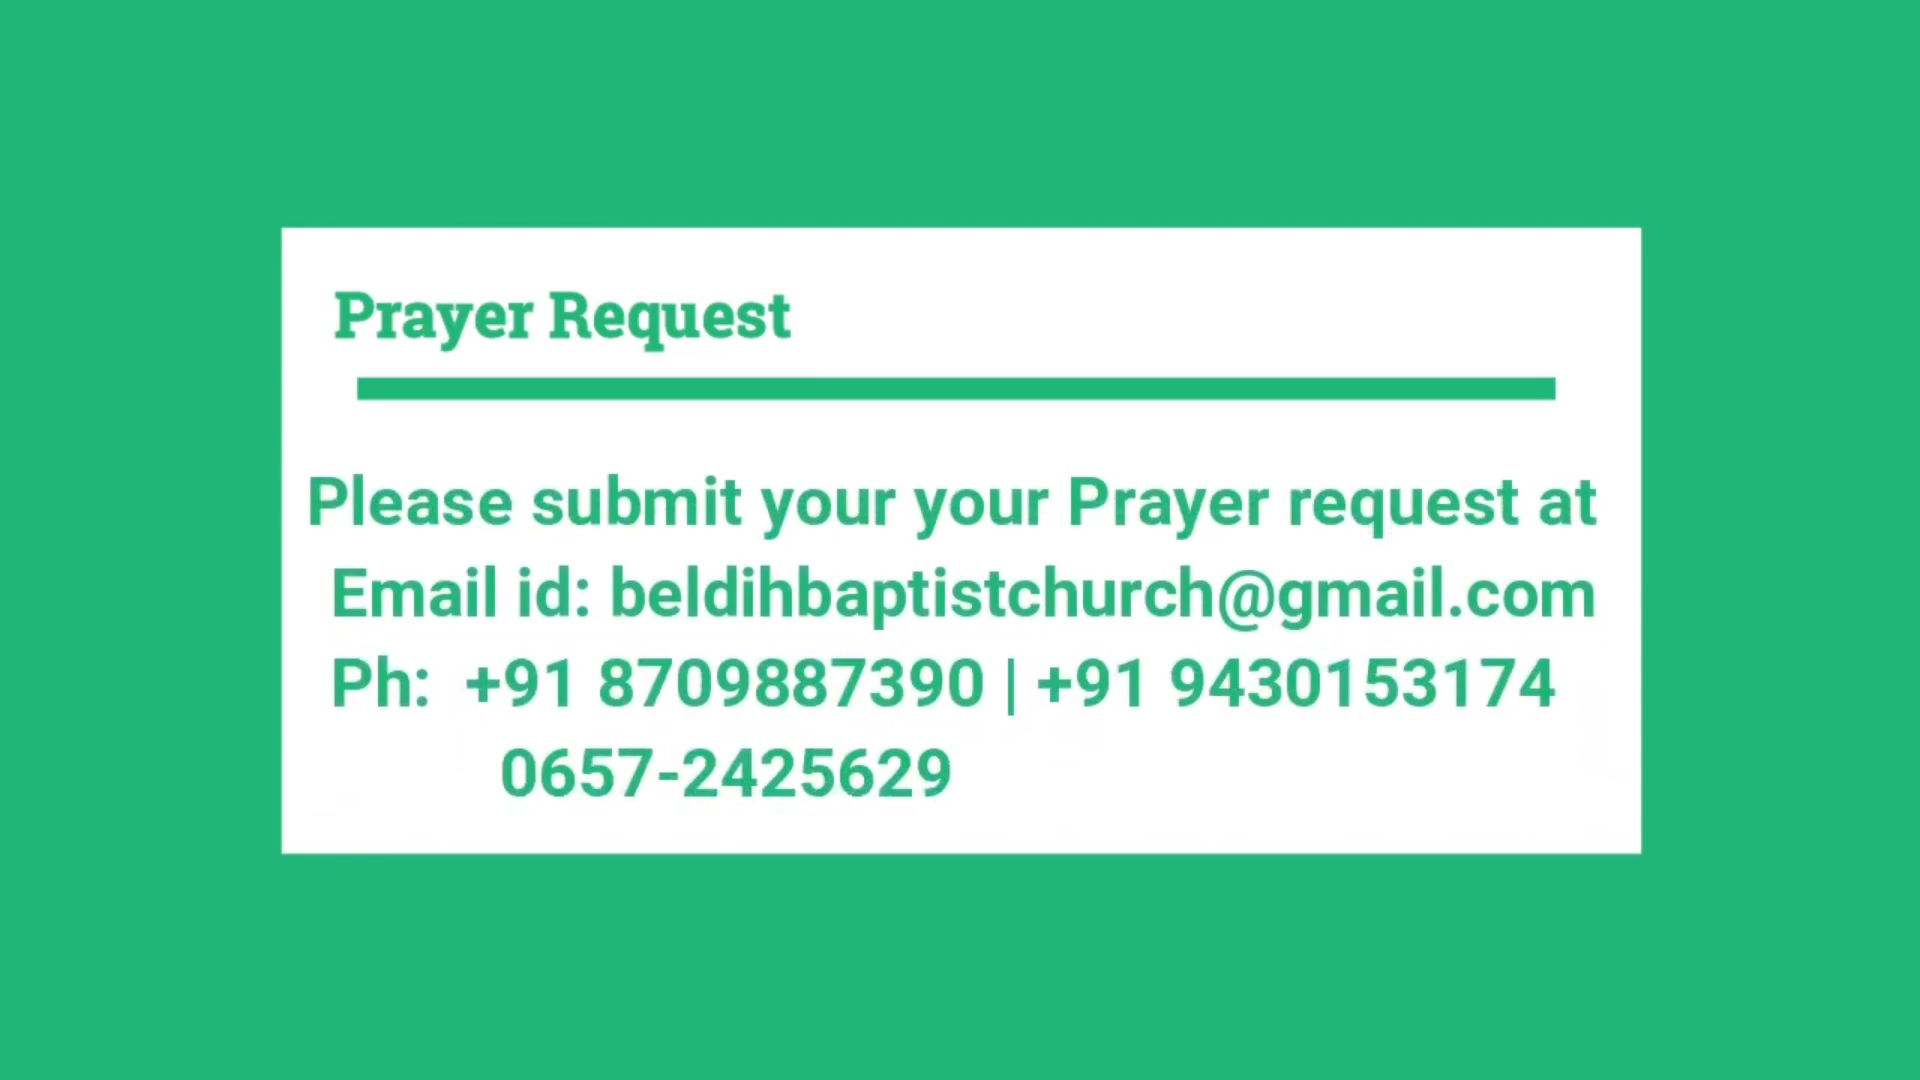 Prayer Request
Please submit your your Prayer request at
Email id: beldihbaptistchurch@gmail.com
Ph: +91 8709887390 | +91 9430153174
0657-2425629